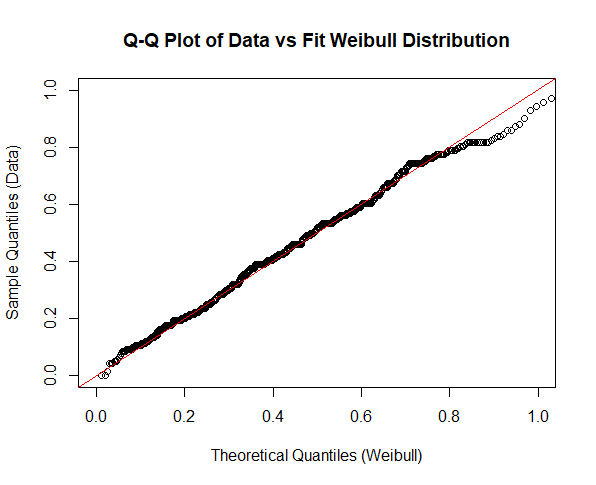 Q-Q Plot of Data vs Fit Weibull Distribution
Sample Quantiles (Data)
1.0
0.8
0.6
0.4
0.2
0.0
0.0 0.2 0.4 0.6 0.8 1.0
Theoretical Quantiles (Weibull)